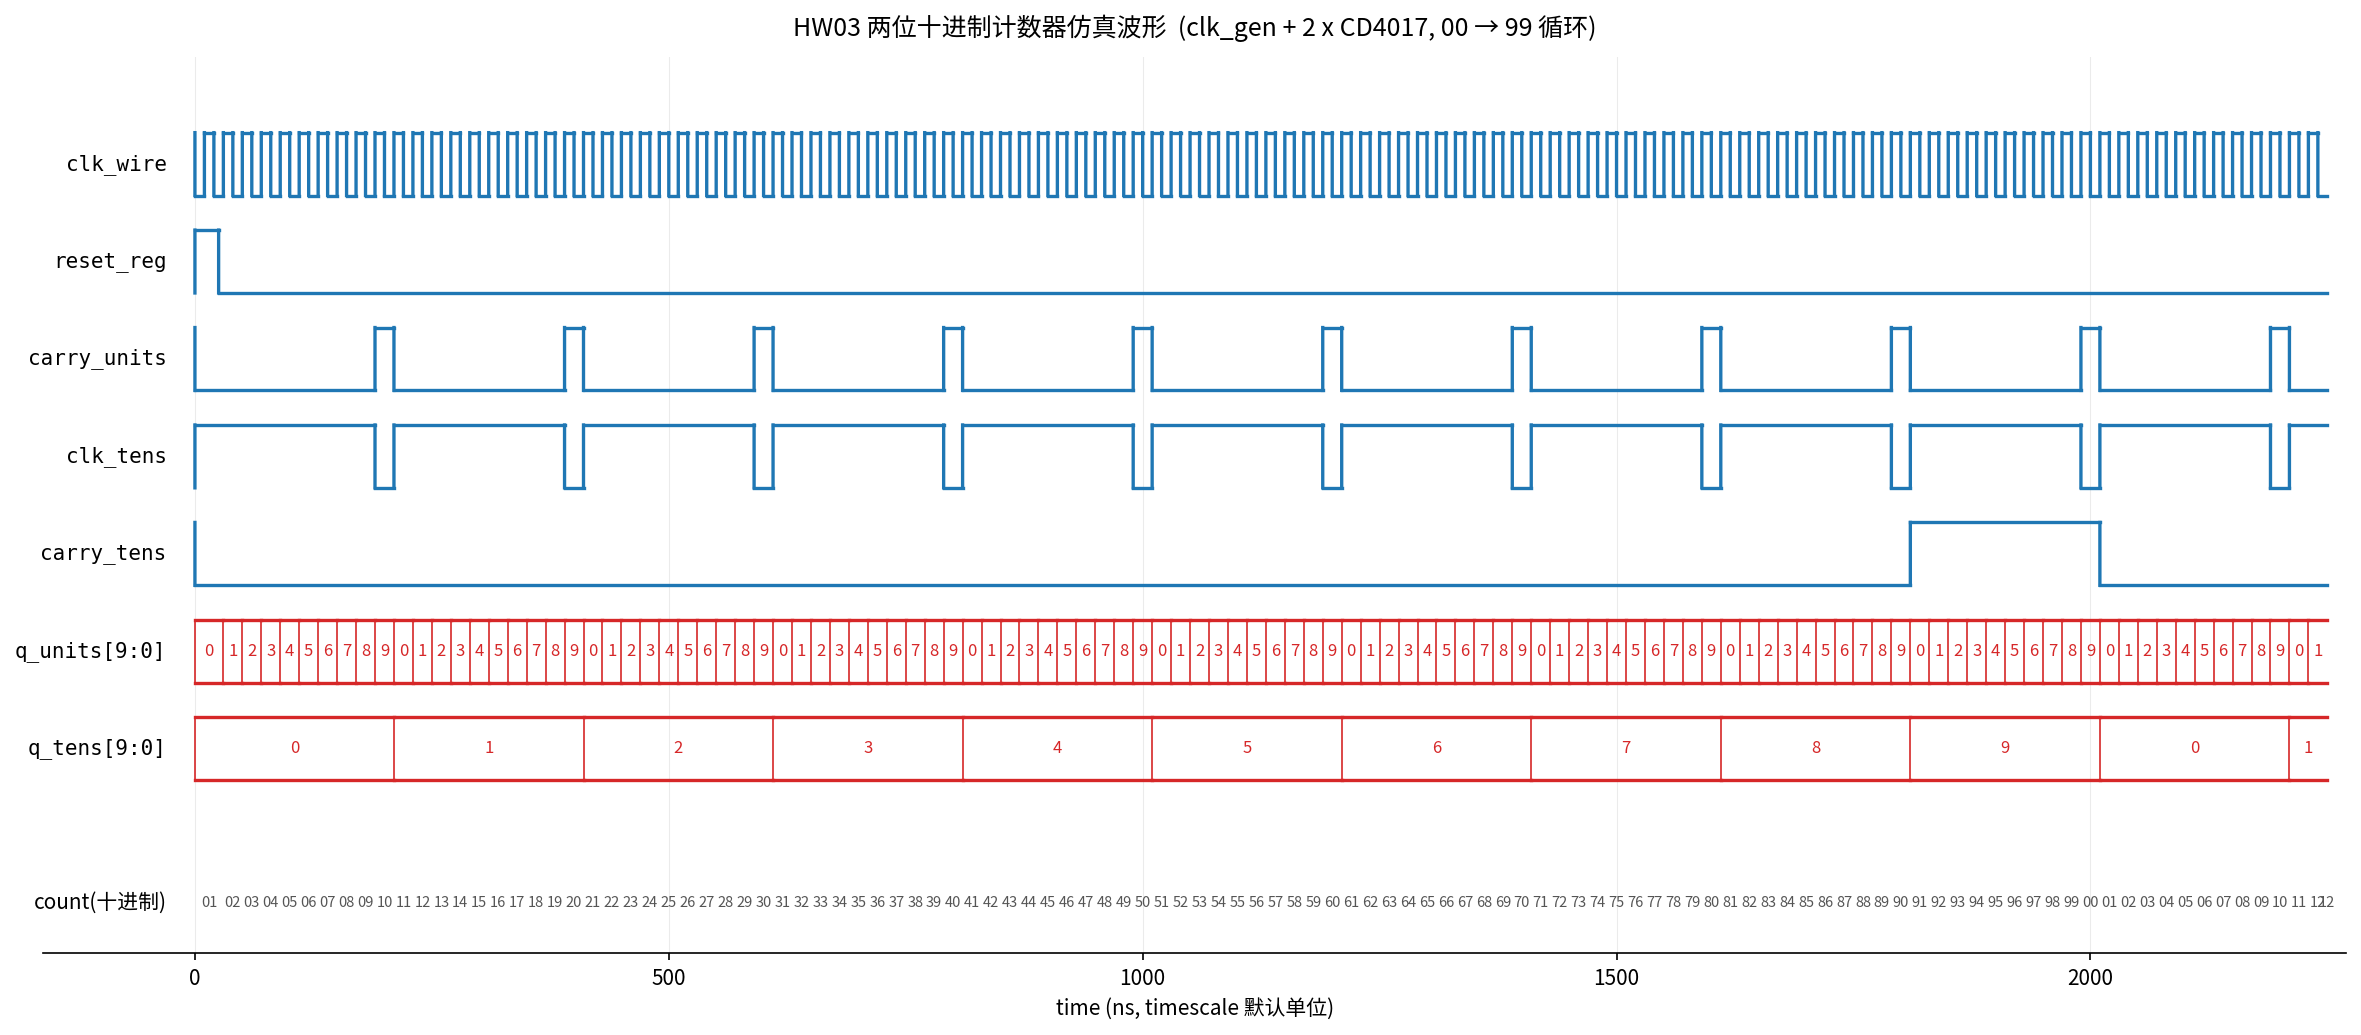 HW03 两位十进制计数器仿真波形 (clk_gen + 2 x CD4017, 00 → 99 循环)
clk_wire
reset_reg
carry_units
clk_tens
carry_tens
q_units[9:0] 0 1 2 3 4 5 6 7 8 9 0 1 2 3 4 5 6 7 8 9 0 1 2 3 4 5 6 7 8 9 0 1 2 3 4 5 6 7 8 9 0 1 2 3 4 5 6 7 8 9 0 1 2 3 4 5 6 7 8 9 0 1 2 3 4 5 6 7 8 9 0 1 2 3 4 5 6 7 8 9 0 1 2 3 4 5 6 7 8 9 0 1 2 3 4 5 6 7 8 9 0 1 2 3 4 5 6 7 8 9 0 1
q_tens[9:0] 0 1 2 3 4 5 6 7 8 9 0 1
count(十进制) 01 02 03 04 05 06 07 08 09 10 11 12 13 14 15 16 17 18 19 20 21 22 23 24 25 26 27 28 29 30 31 32 33 34 35 36 37 38 39 40 41 42 43 44 45 46 47 48 49 50 51 52 53 54 55 56 57 58 59 60 61 62 63 64 65 66 67 68 69 70 71 72 73 74 75 76 77 78 79 80 81 82 83 84 85 86 87 88 89 90 91 92 93 94 95 96 97 98 99 00 01 02 03 04 05 06 07 08 09 10 11 12 12
0 500 1000 1500 2000
time (ns, timescale 默认单位)